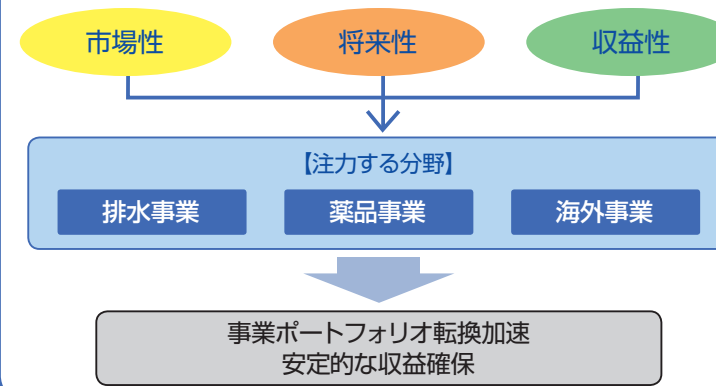 市場性
将来性
収益性
【注力する分野】
排水事業
薬品事業
海外事業
事業ポートフォリオ転換加速
安定的な収益確保